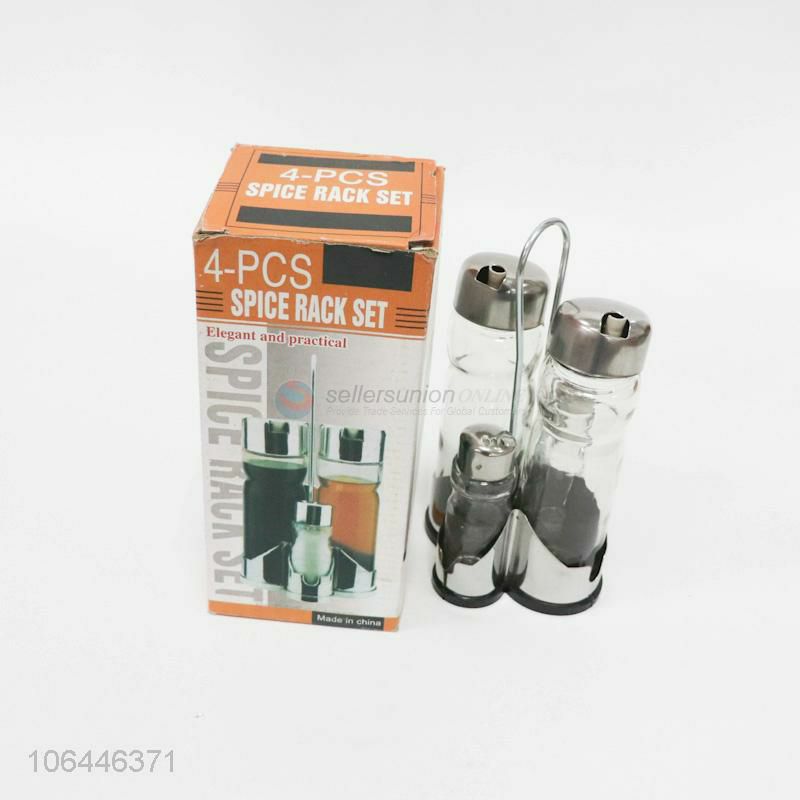 4-PCS
SPICE RACK SET
4-PCS
SPICE RACK SET
Elegant and practical
SPICE RACK SET
sellersunion ONLINE
Provide Trade Services For Global Customers
Made in china
106446371